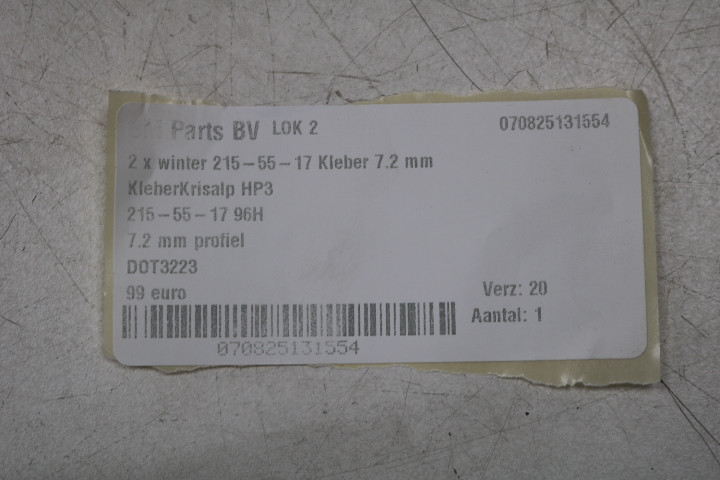 Parts BV LOK 2 070825131554
2 x winter 215-55-17 Kleber 7.2 mm
KleberKrisalp HP3
215-55-17 96H
7.2 mm profiel
DOT3223
99 euro Verz: 20
Aantal: 1
070825131554